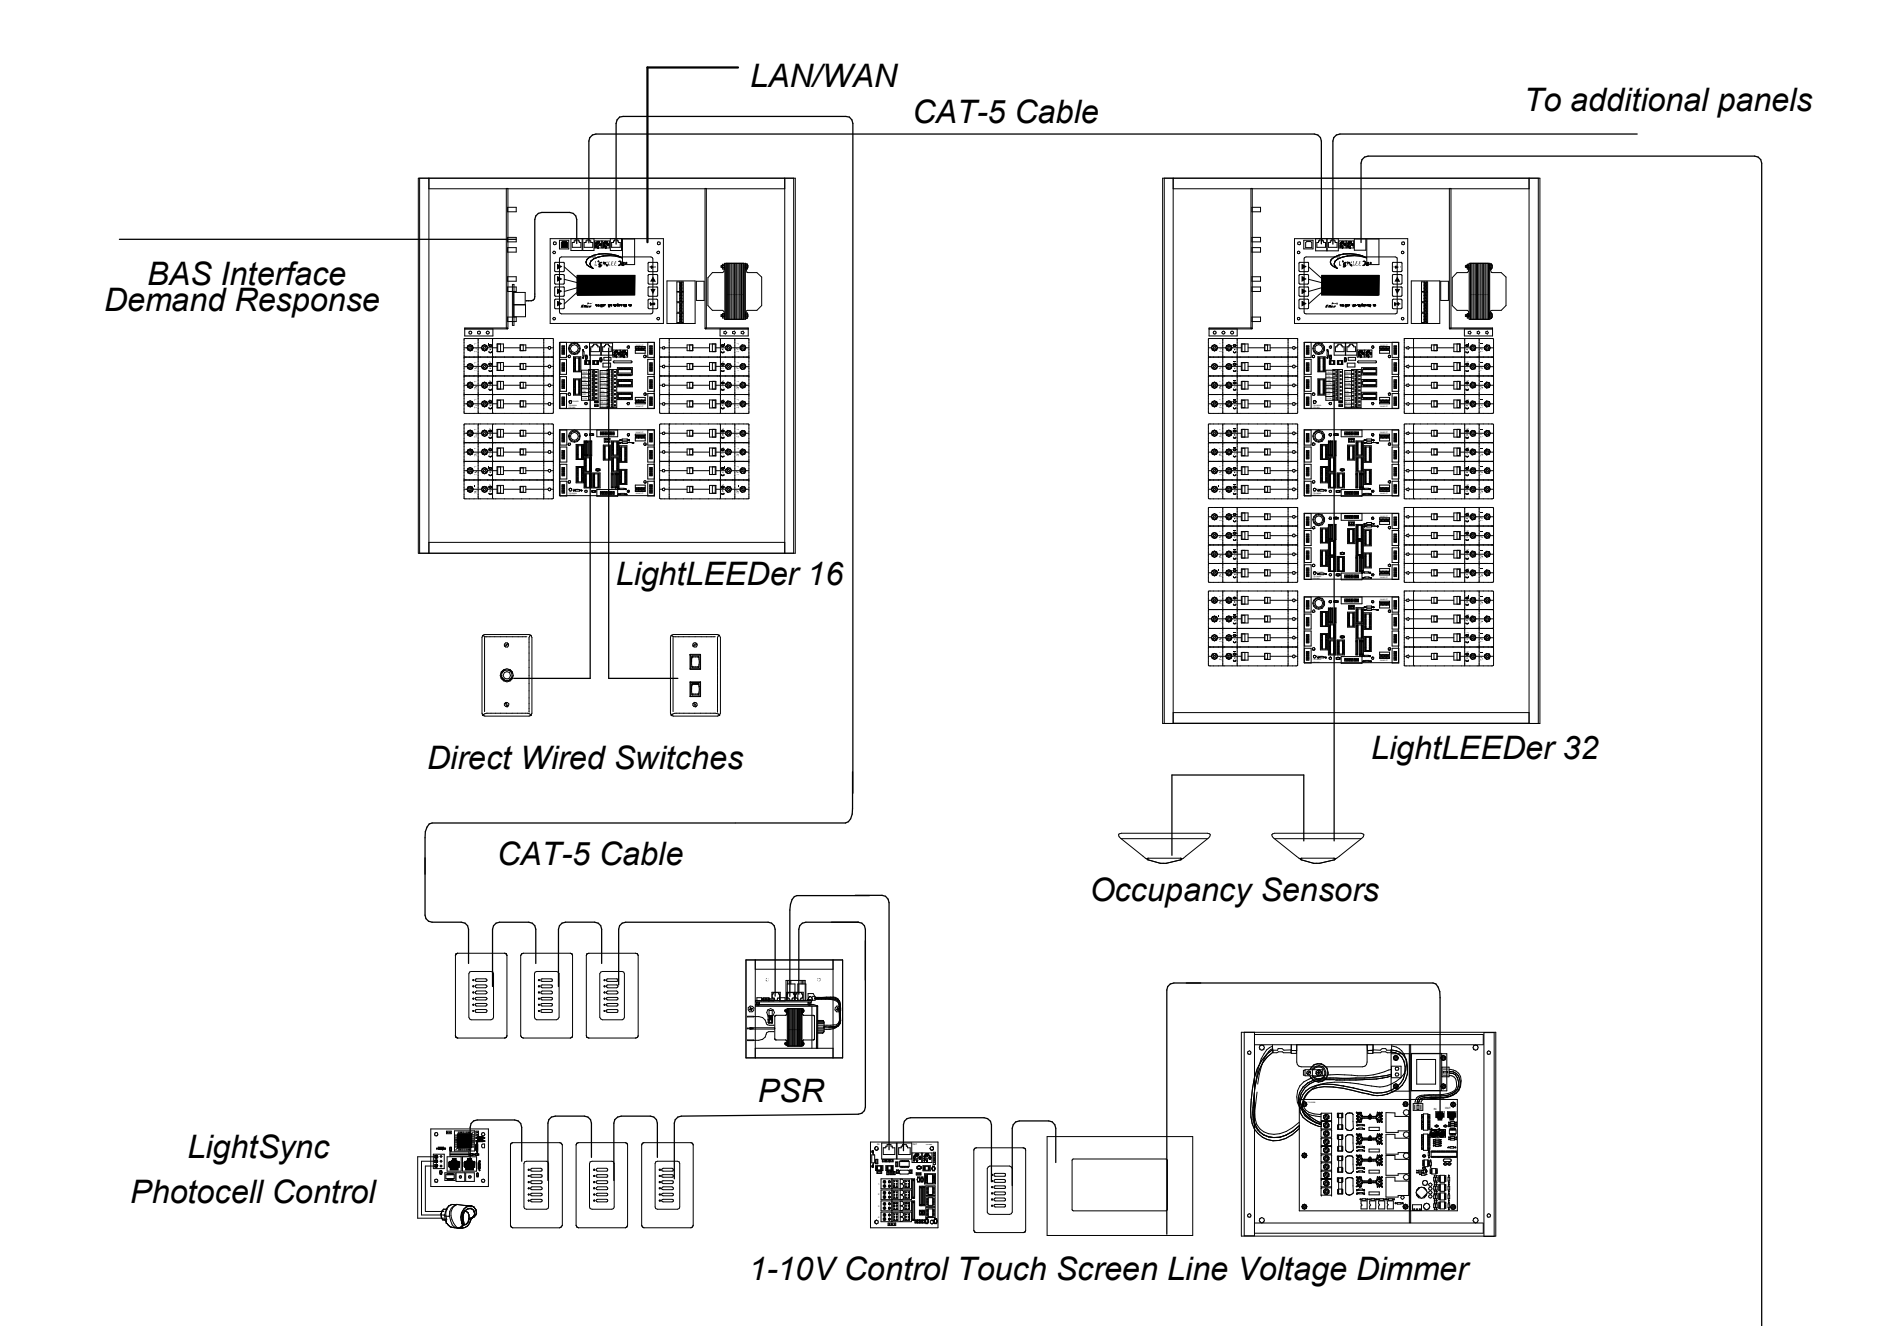 LAN/WAN
CAT-5 Cable
To additional panels
BAS Interface
Demand Response
LightLEEDer 16
LightLEEDer 32
Direct Wired Switches
CAT-5 Cable
Occupancy Sensors
PSR
LightSync
Photocell Control
1-10V Control Touch Screen Line Voltage Dimmer